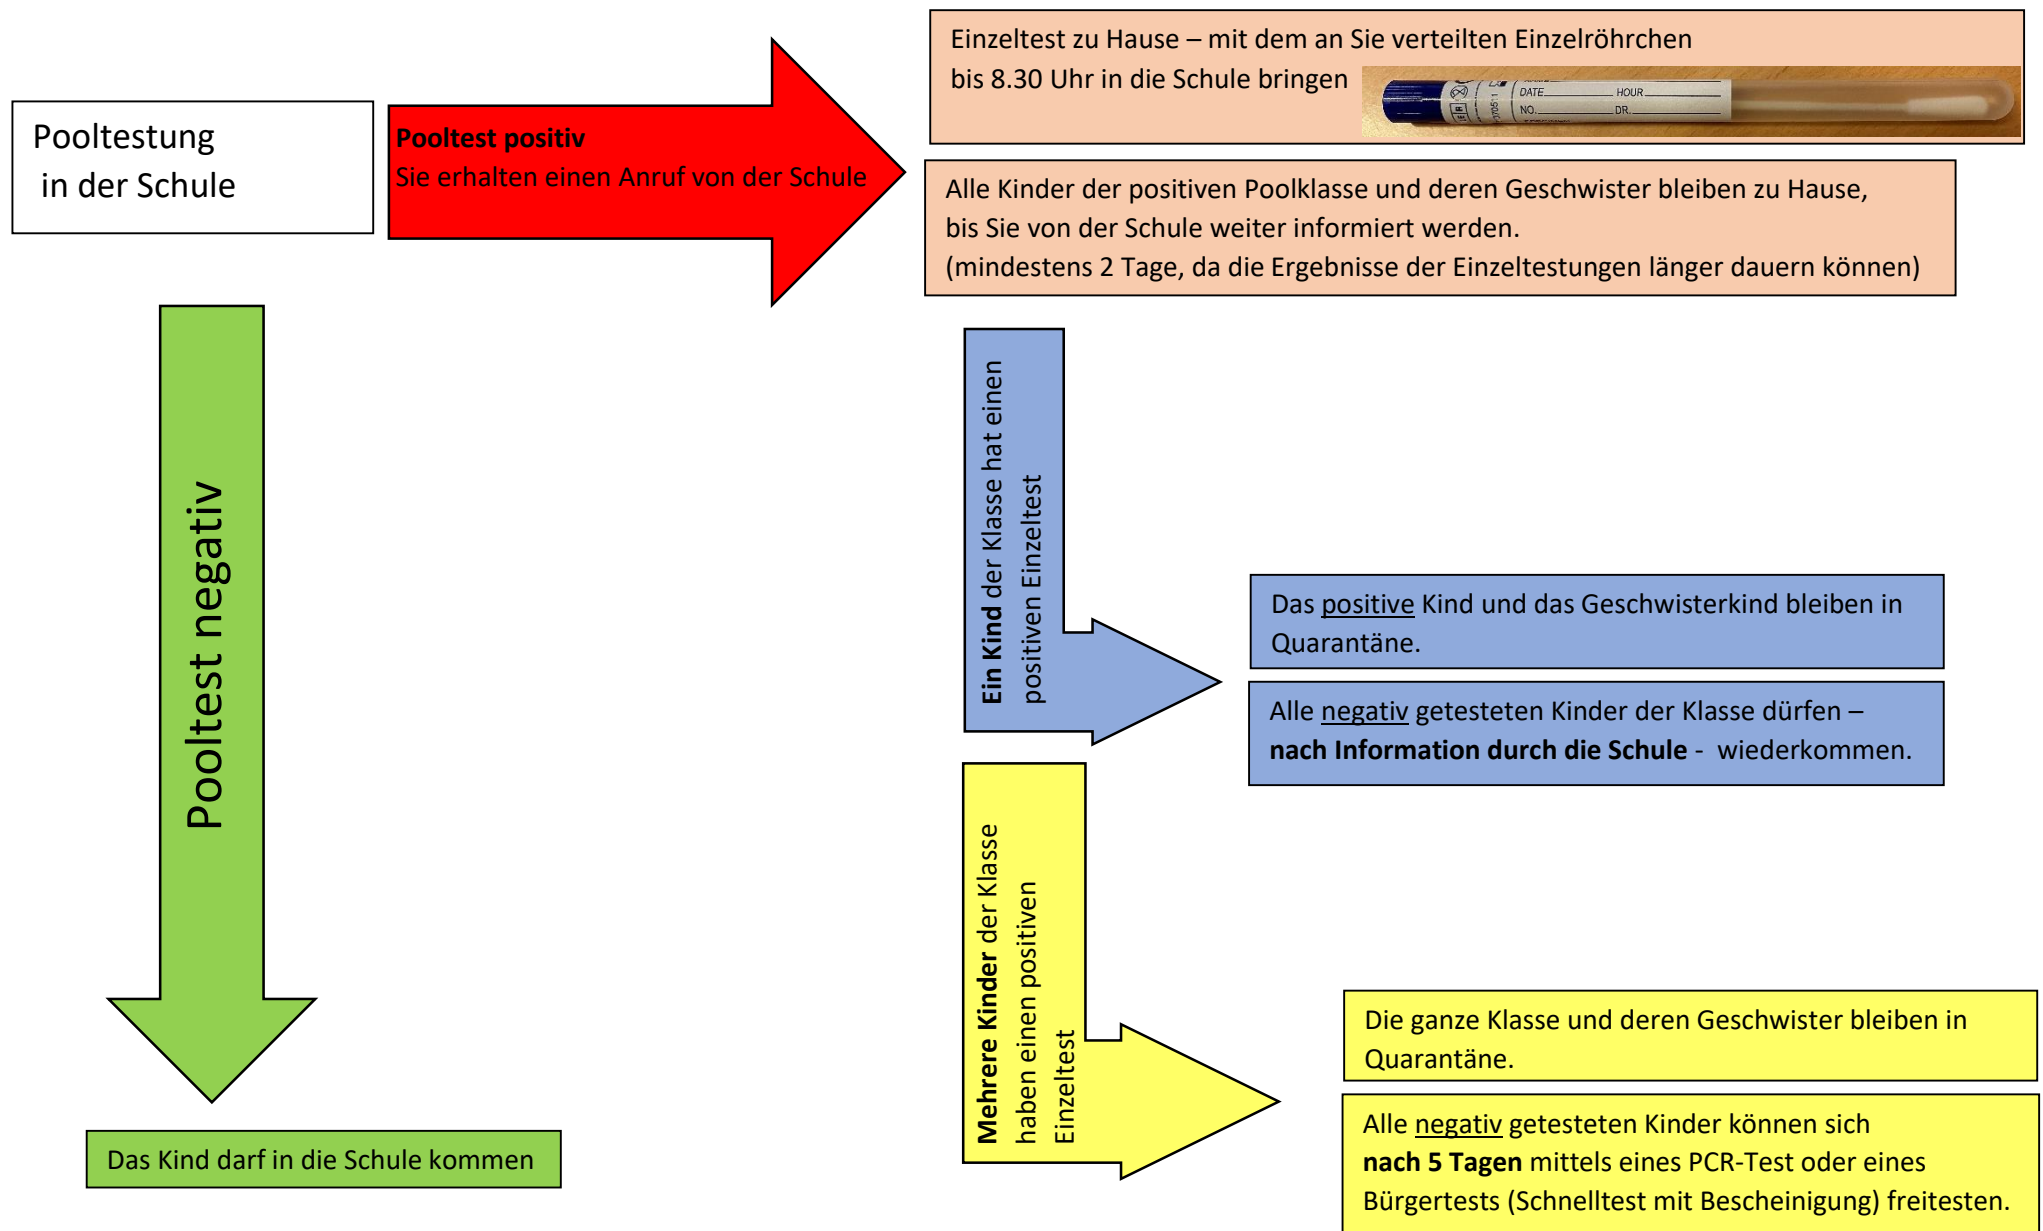 Pooltestung
in der Schule
Pooltest positiv
Sie erhalten einen Anruf von der Schule
Einzeltest zu Hause – mit dem an Sie verteilten Einzelröhrchen
bis 8.30 Uhr in die Schule bringen
DATE HOUR
NO. DR.
Alle Kinder der positiven Poolklasse und deren Geschwister bleiben zu Hause,
bis Sie von der Schule weiter informiert werden.
(mindestens 2 Tage, da die Ergebnisse der Einzeltestungen länger dauern können)
Pooltest negativ
Das Kind darf in die Schule kommen
Ein Kind der Klasse hat einen
positiven Einzeltest
Das positive Kind und das Geschwisterkind bleiben in
Quarantäne.
Alle negativ getesteten Kinder der Klasse dürfen –
nach Information durch die Schule - wiederkommen.
Mehrere Kinder der Klasse
haben einen positiven
Einzeltest
Die ganze Klasse und deren Geschwister bleiben in
Quarantäne.
Alle negativ getesteten Kinder können sich
nach 5 Tagen mittels eines PCR-Test oder eines
Bürgertests (Schnelltest mit Bescheinigung) freitesten.